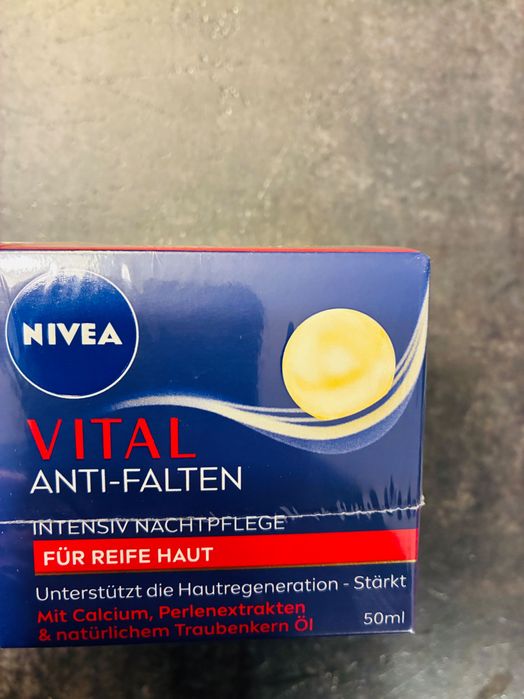 NIVEA
VITAL
ANTI-FALTEN
INTENSIV NACHTPFLEGE
FÜR REIFE HAUT
Unterstützt die Hautregeneration - Stärkt
Mit Calcium, Perlenextrakten
& natürlichem Traubenkern Öl
50ml